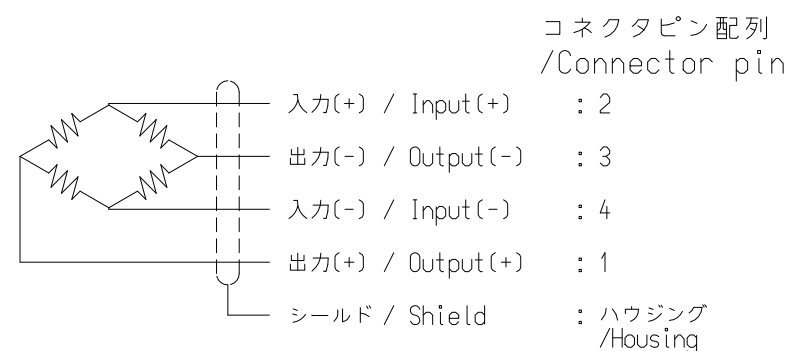 コネクタピン配列
/Connector pin
入力(+) / Input(+) : 2
出力(-) / Output(-) : 3
入力(-) / Input(-) : 4
出力(+) / Output(+) : 1
シールド / Shield : ハウジング
/Housing